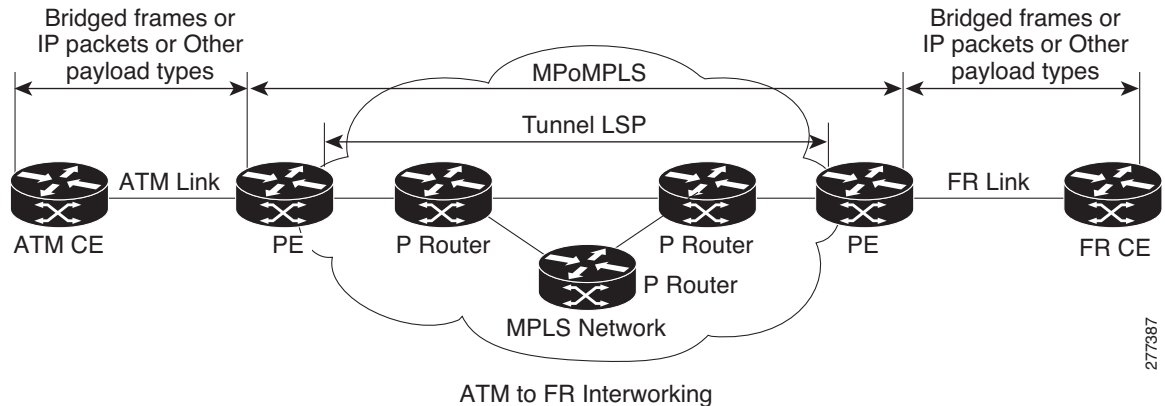 Bridged frames or
IP packets or Other
payload types
MPoMPLS
Bridged frames or
IP packets or Other
payload types
Tunnel LSP
ATM Link
FR Link
ATM CE
PE
P Router
P Router
PE
FR CE
P Router
MPLS Network
277387
ATM to FR Interworking